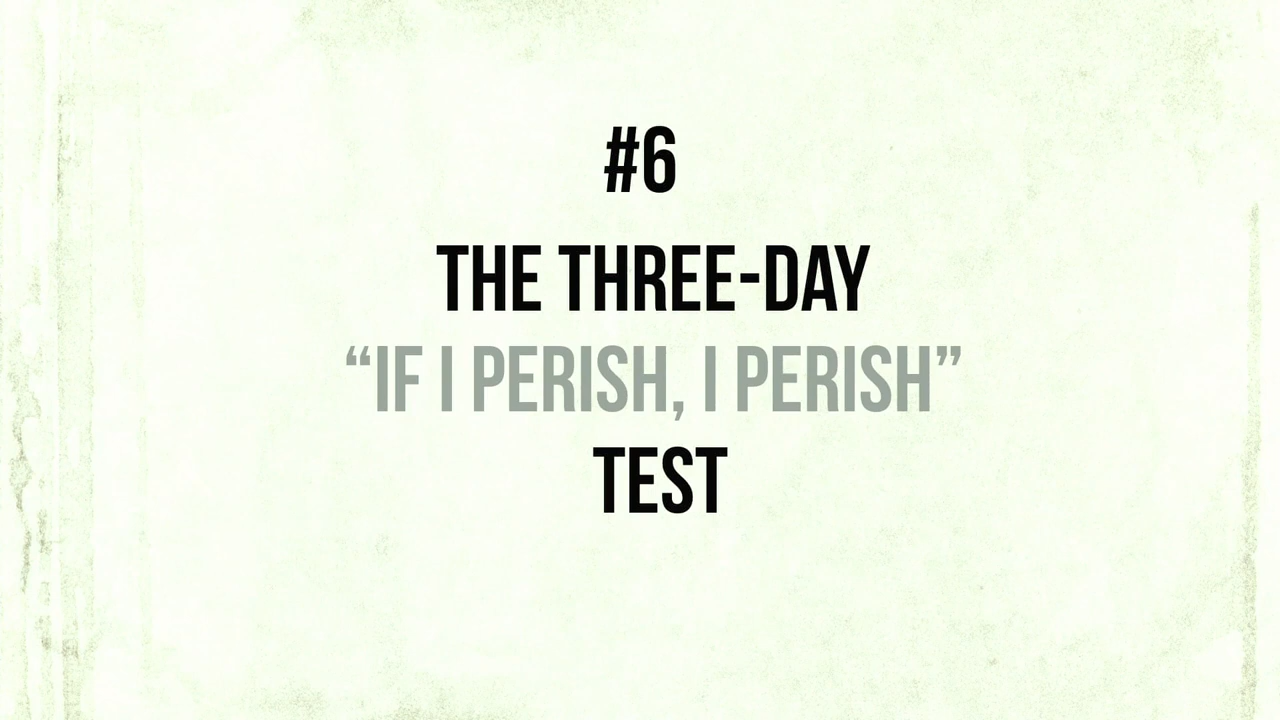 #6
THE THREE-DAY
“IF I PERISH, I PERISH”
TEST